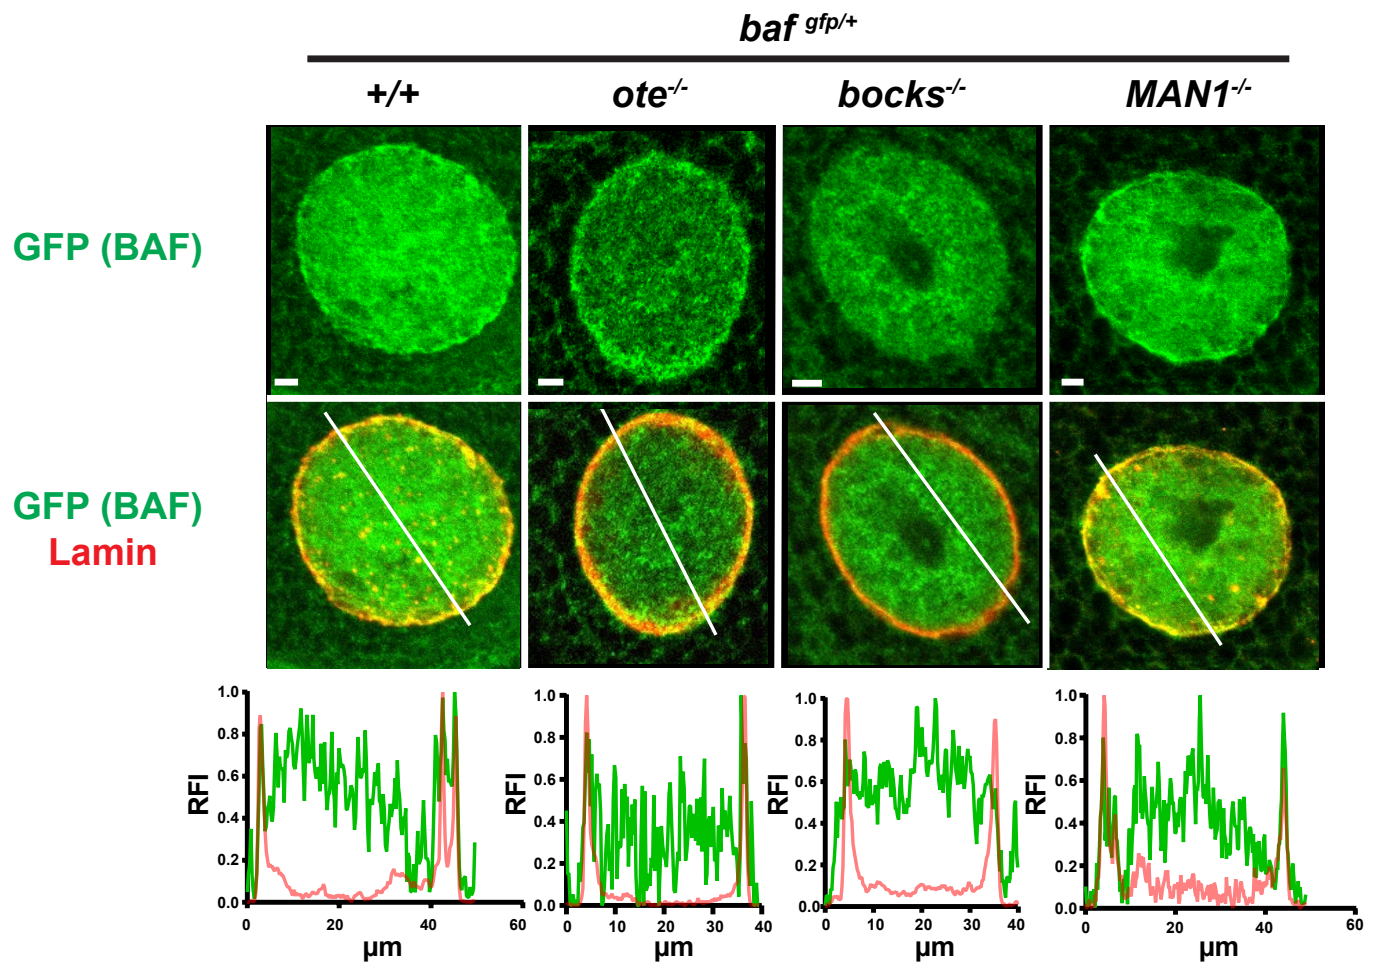 baf gfp/+
+/+ ote-/- bocks-/- MAN1-/-
GFP (BAF)
GFP (BAF)
Lamin
1.0 1.0 1.0 1.0
0.8 0.8 0.8 0.8
0.6 0.6 0.6 0.6
0.4 0.4 0.4 0.4
0.2 0.2 0.2 0.2
0.0 0.0 0.0 0.0
RFI RFI RFI RFI
0 20 40 60 0 10 20 30 40 0 10 20 30 40 0 20 40 60
µm µm µm µm